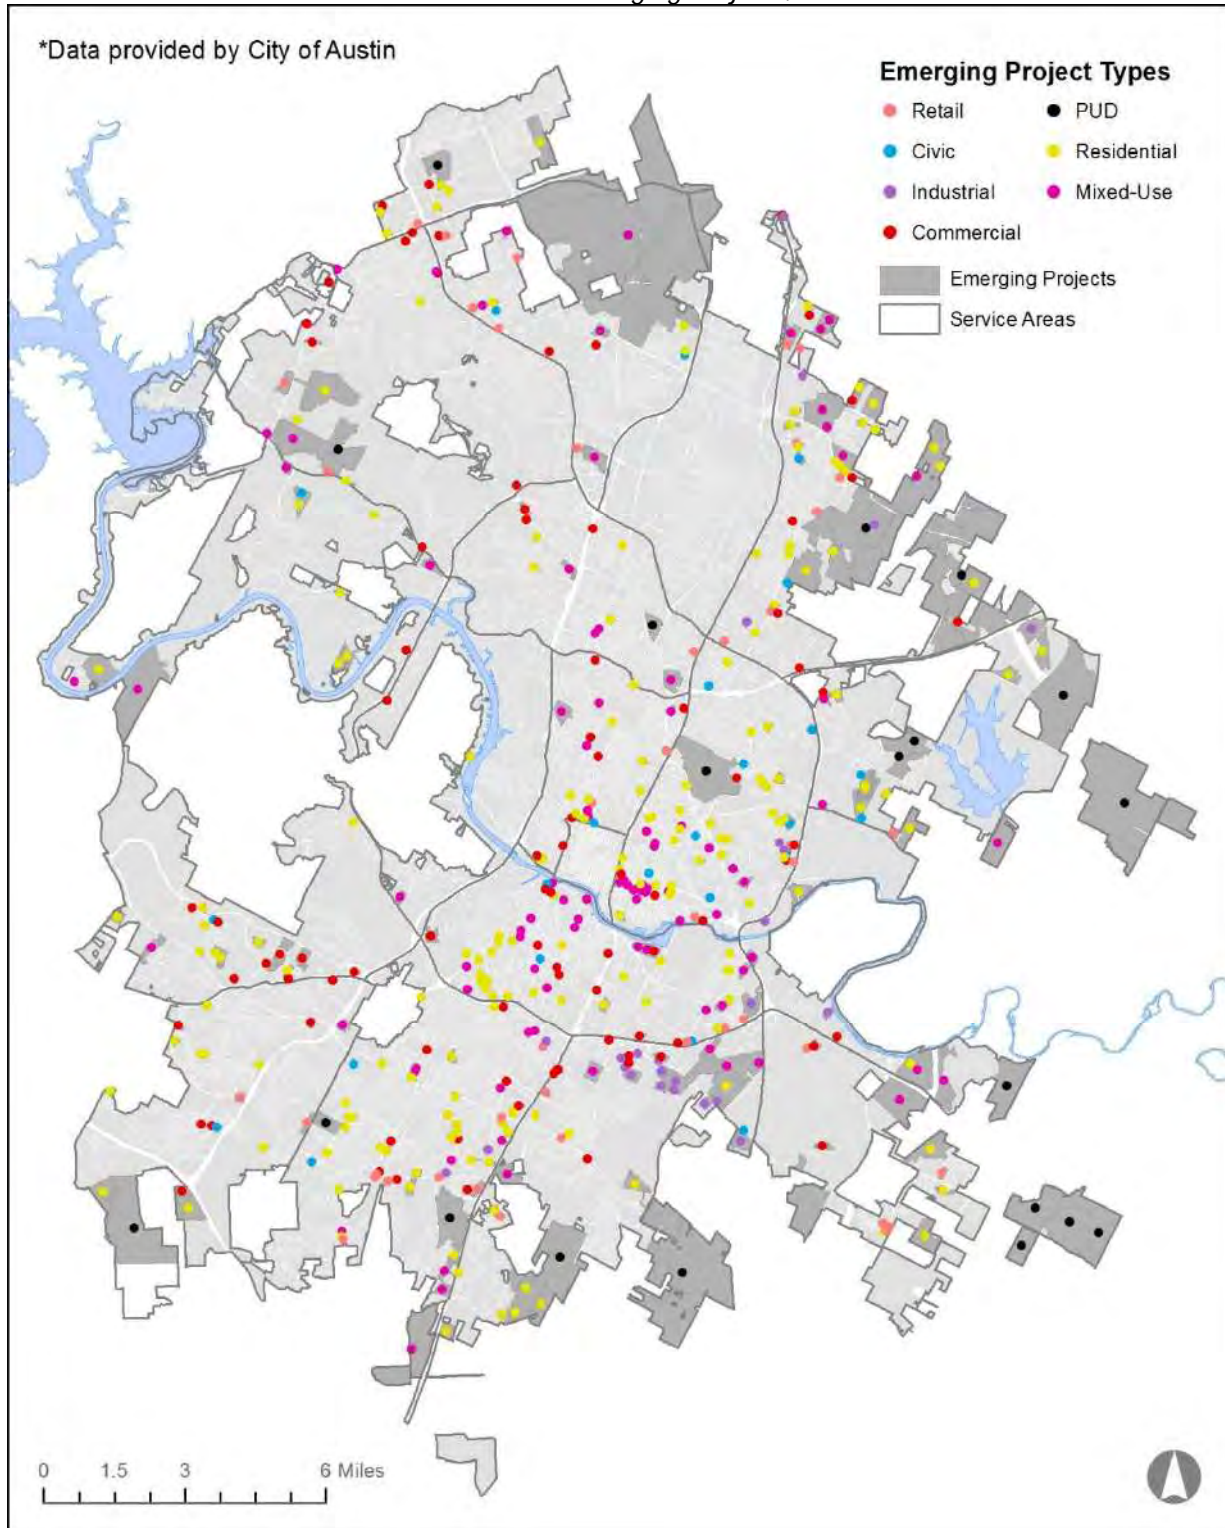 *Data provided by City of Austin
Emerging Project Types
Retail
PUD
Civic
Residential
Industrial
Mixed-Use
Commercial
Emerging Projects
Service Areas
0 1.5 3 6 Miles